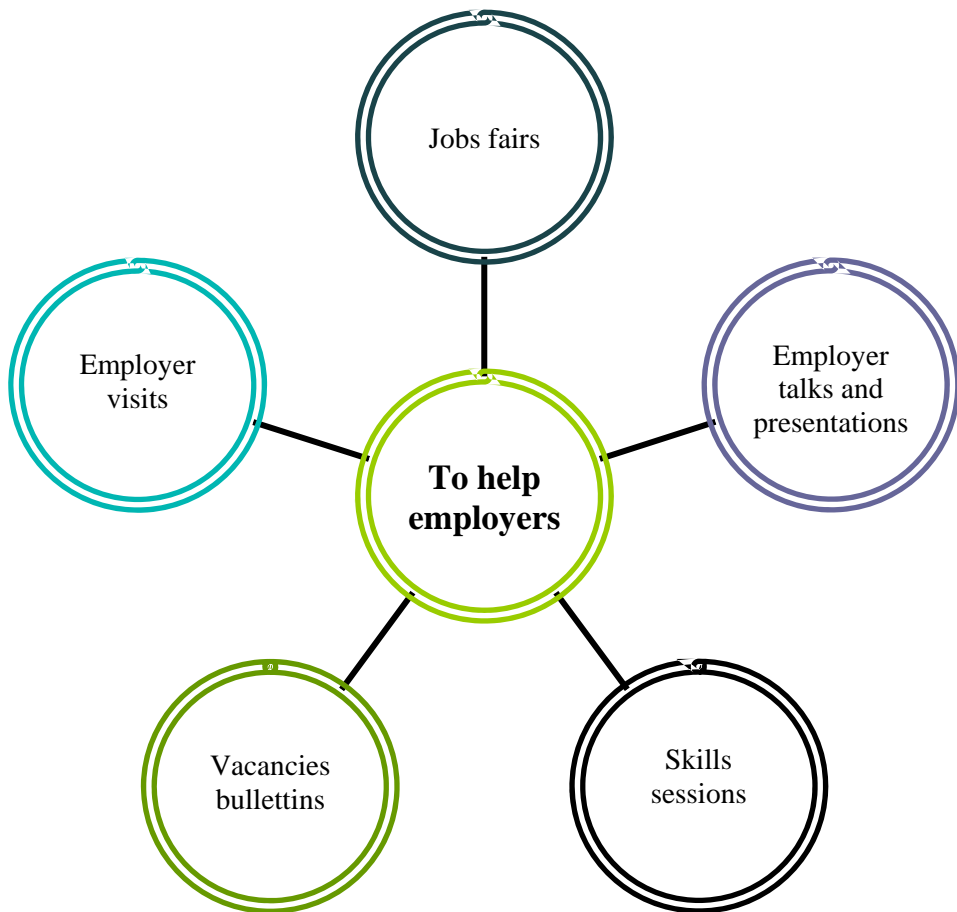 Jobs fairs
Employer
talks and
presentations
Skills
sessions
Vacancies
bullettins
Employer
visits
To help
employers